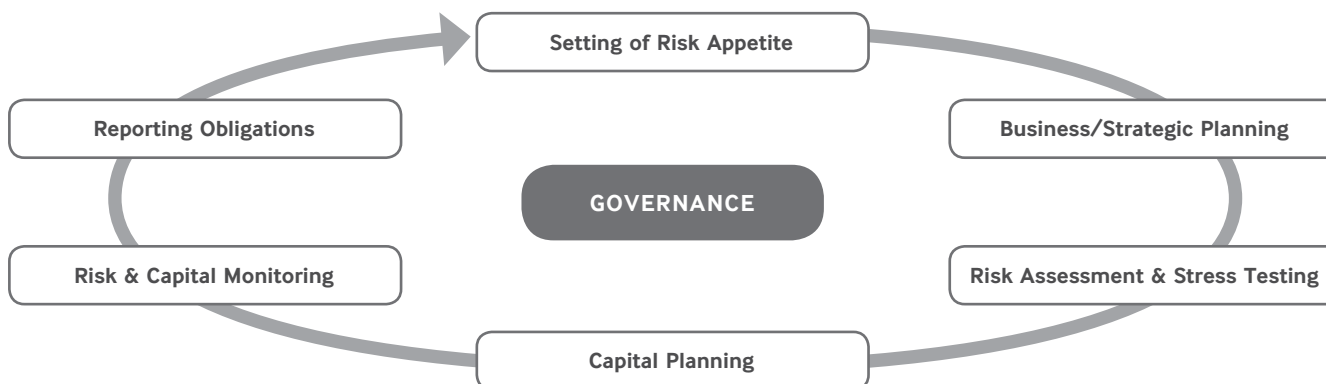 Setting of Risk Appetite
Reporting Obligations
Business/Strategic Planning
GOVERNANCE
Risk & Capital Monitoring
Risk Assessment & Stress Testing
Capital Planning